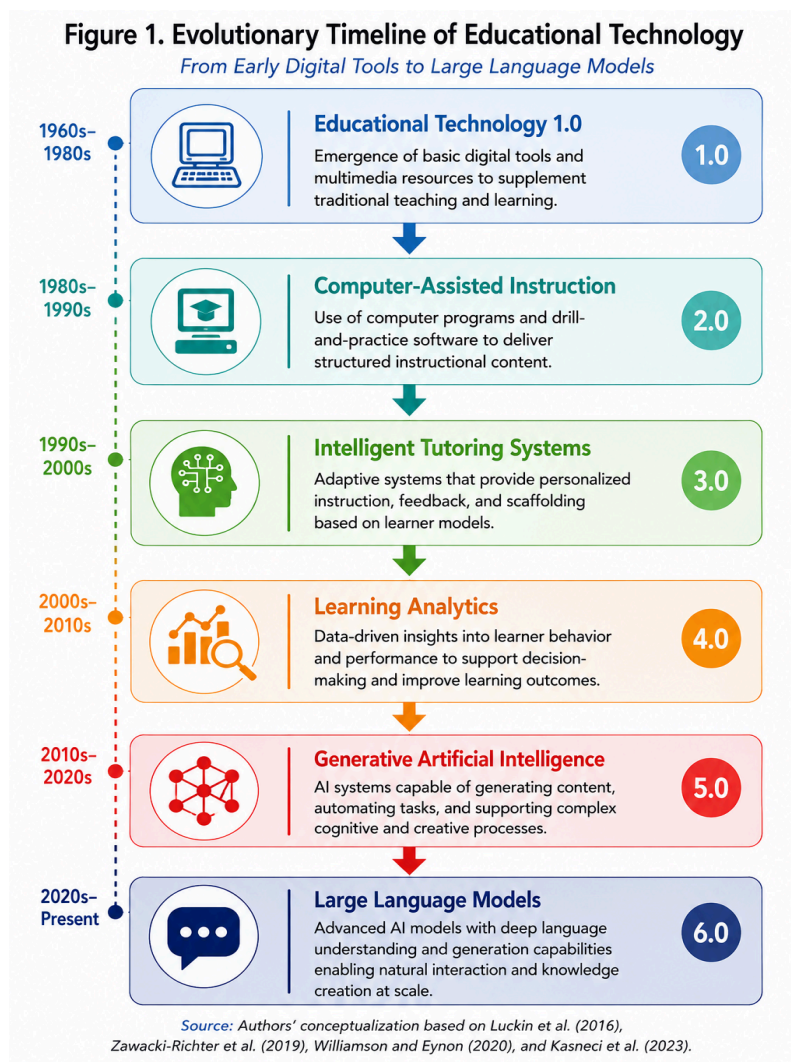 Figure 1. Evolutionary Timeline of Educational Technology
From Early Digital Tools to Large Language Models
1960s–
1980s
Educational Technology 1.0
Emergence of basic digital tools and
multimedia resources to supplement
traditional teaching and learning.
1.0
1980s–
1990s
Computer-Assisted Instruction
Use of computer programs and drill-
and-practice software to deliver
structured instructional content.
2.0
1990s–
2000s
Intelligent Tutoring Systems
Adaptive systems that provide personalized
instruction, feedback, and scaffolding
based on learner models.
3.0
2000s–
2010s
Learning Analytics
Data-driven insights into learner behavior
and performance to support decision-
making and improve learning outcomes.
4.0
2010s–
2020s
Generative Artificial Intelligence
AI systems capable of generating content,
automating tasks, and supporting complex
cognitive and creative processes.
5.0
2020s–
Present
Large Language Models
Advanced AI models with deep language
understanding and generation capabilities
enabling natural interaction and knowledge
creation at scale.
6.0
Source: Authors' conceptualization based on Luckin et al. (2016),
Zawacki-Richter et al. (2019), Williamson and Eynon (2020), and Kasneci et al. (2023).